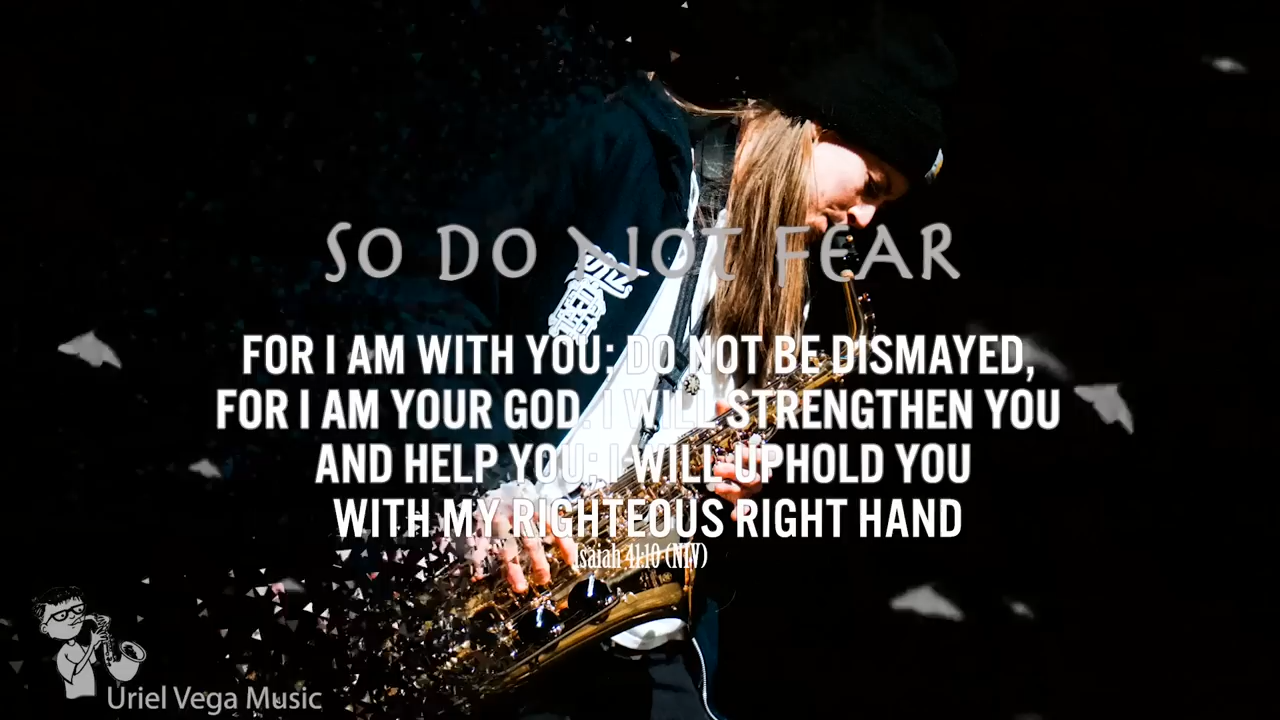 SO DO NOT FEAR
FOR I AM WITH YOU; DO NOT BE DISMAYED,
FOR I AM YOUR GOD. I WILL STRENGTHEN YOU
AND HELP YOU; I WILL UPHOLD YOU
WITH MY RIGHTEOUS RIGHT HAND
Isaiah 41:10 (NIV)
Uriel Vega Music